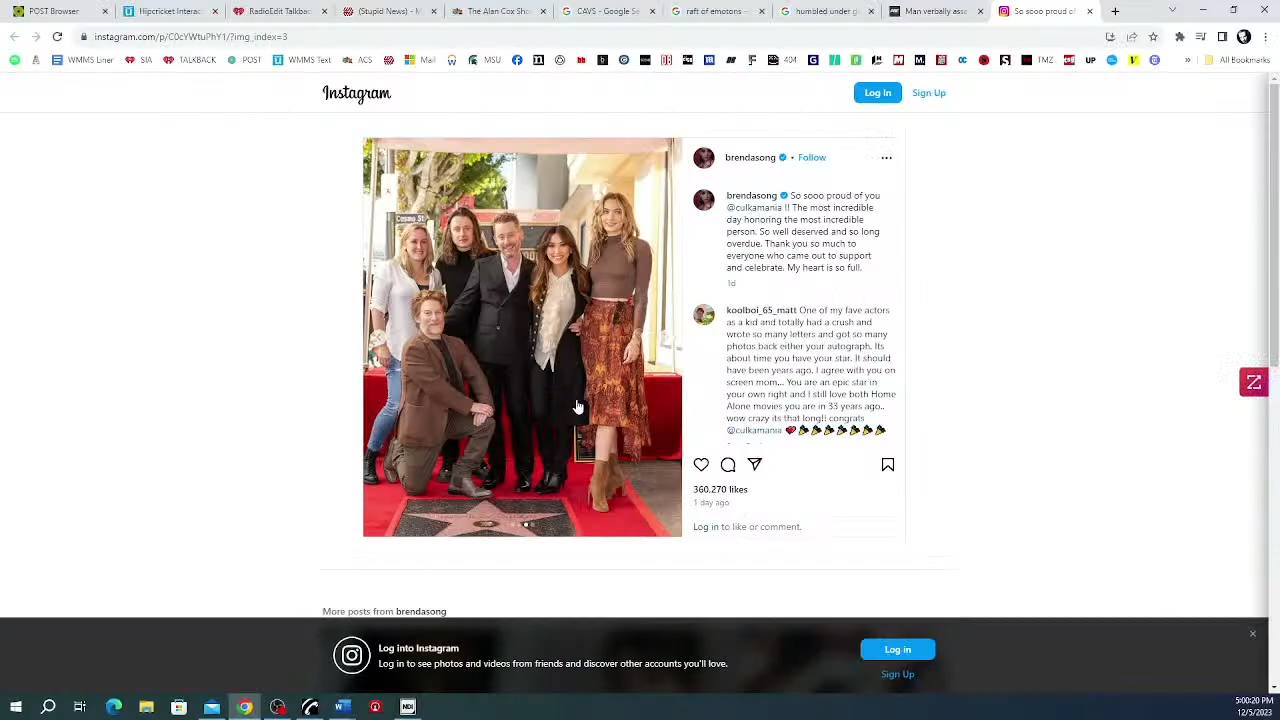 POST Browser
Hipcricket Interac
RadioEdit Talkbac
(Stupid News) - M
The Alan Cox Sho
CAVS - Google Se
raft of emotons -
humbled under g
Man verbally asse
So sooo proud of
instagram.com/p/C0cYWtuPhY1/?img_index=3
WMMS Liner
SIA
TALKBCK
POST
WMMS Text
ACS
Mail
MSU
404
TMZ
UP
All Bookmarks
Instagram
Log In
Sign Up
brendasong • Follow
Cosmo St
brendasong So sooo proud of you
@culkamania !! The most incredible
day honoring the most incredible
person. So well deserved and so long
overdue. Thank you so much to
everyone who came out to support
and celebrate. My heart is so full.
1d
koolboi_65_matt One of my fave actors
as a kid and totally had a crush and
wrote so many letters and got so many
photos back either your autograph. Its
about time you have your star. It should
have been years ago. I agree with you on
screen mom... You are an epic star in
your own right and I still love both Home
Alone movies you are in 33 years ago..
wow crazy its that long!! congrats
@culkamania
360,270 likes
1 day ago
Log in to like or comment.
More posts from brendasong
Log into Instagram
Log in to see photos and videos from friends and discover other accounts you'll love.
Log in
Sign Up
NDI
5:00:20 PM
12/5/2023